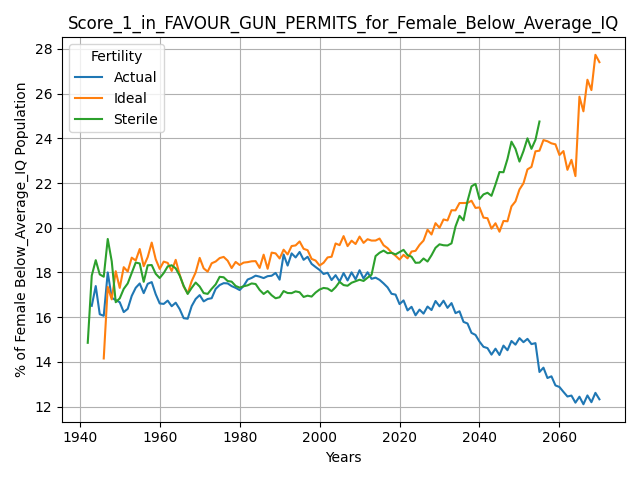 Score_1_in_FAVOUR_GUN_PERMITS_for_Female_Below_Average_IQ
Fertility
Actual
Ideal
Sterile
% of Female Below_Average_IQ Population
28
26
24
22
20
18
16
14
12
1940 1960 1980 2000 2020 2040 2060
Years